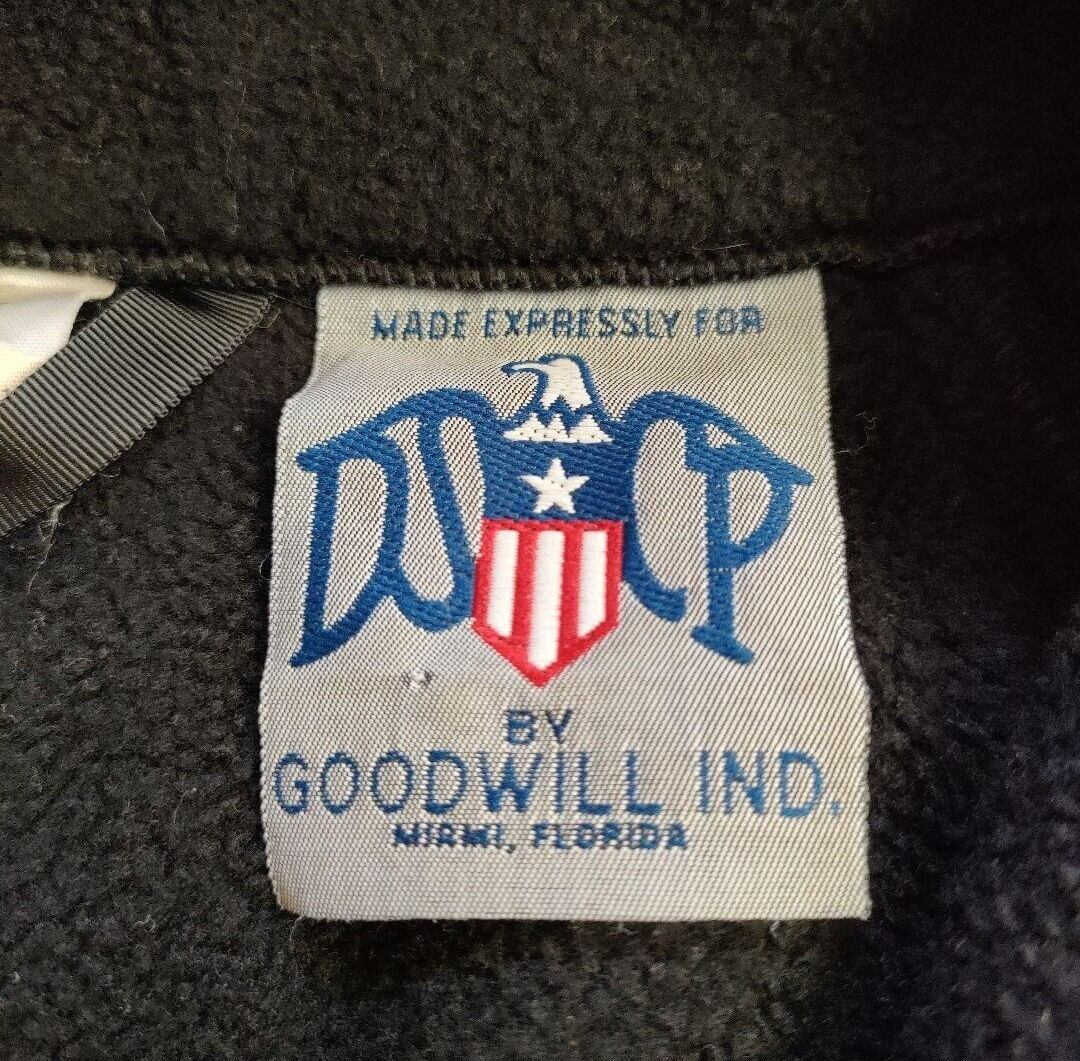 MADE EXPRESSLY FOR
DSCP
BY
GOODWILL IND.
MIAMI, FLORIDA